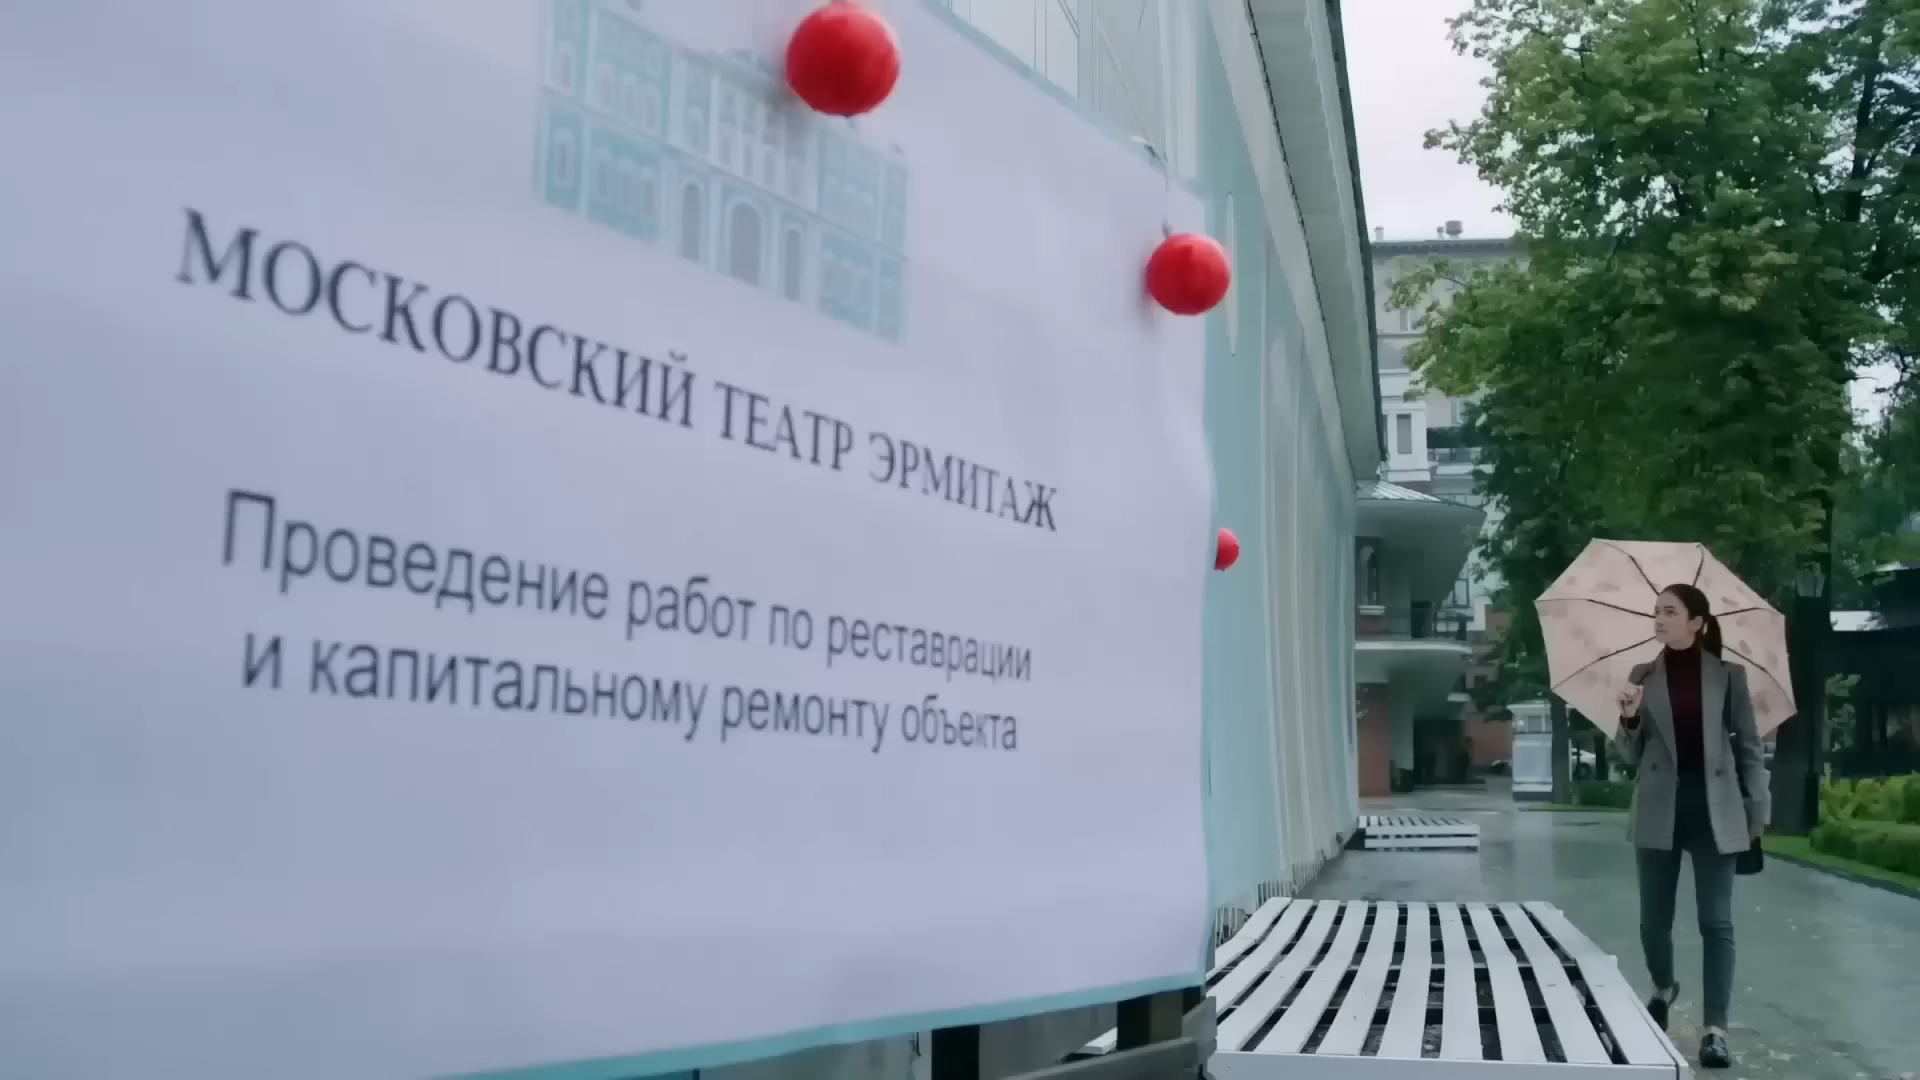 МОСКОВСКИЙ ТЕАТР ЭРМИТАЖ
Проведение работ по реставрации
и капитальному ремонту объекта